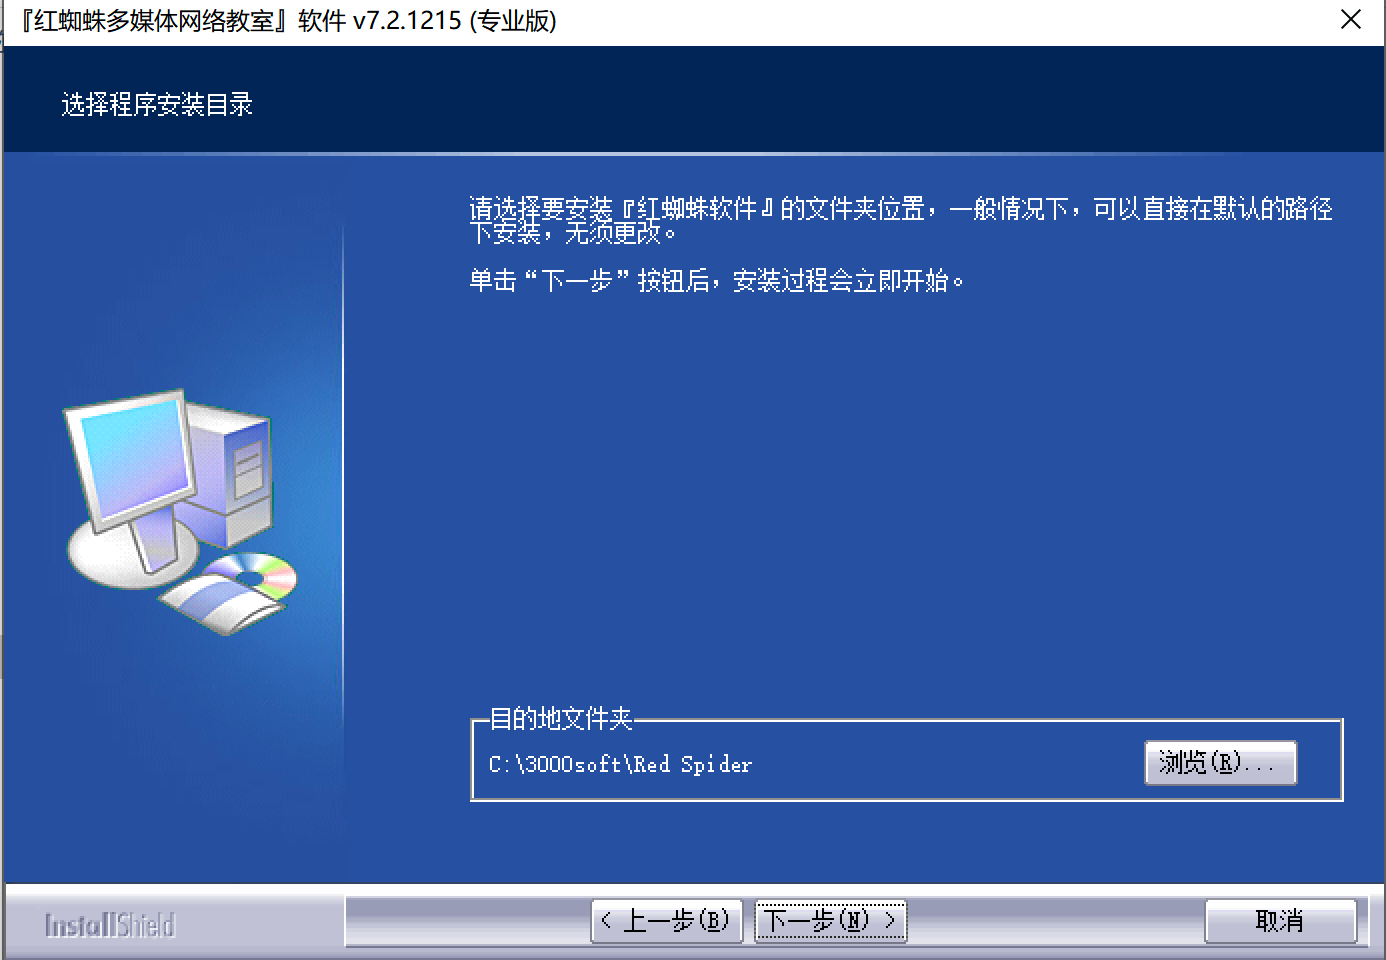 『红蜘蛛多媒体网络教室』软件 v7.2.1215 (专业版)
选择程序安装目录
请选择要安装『红蜘蛛软件』的文件夹位置，一般情况下，可以直接在默认的路径
下安装，无须更改。
单击“下一步”按钮后，安装过程会立即开始。
目的地文件夹
C:\3000soft\Red Spider
浏览(R)...
InstallShield
< 上一步(B)
下一步(N) >
取消